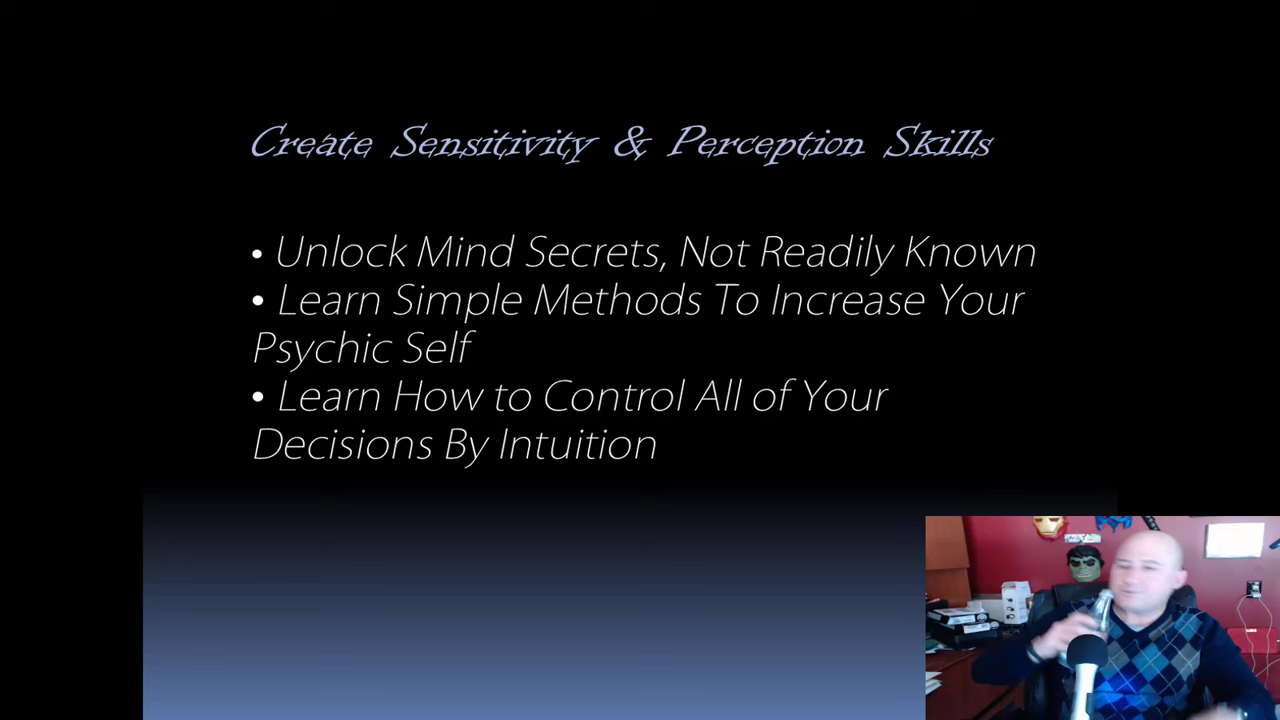 Create Sensitivity & Perception Skills
• Unlock Mind Secrets, Not Readily Known
• Learn Simple Methods To Increase Your
Psychic Self
• Learn How to Control All of Your
Decisions By Intuition